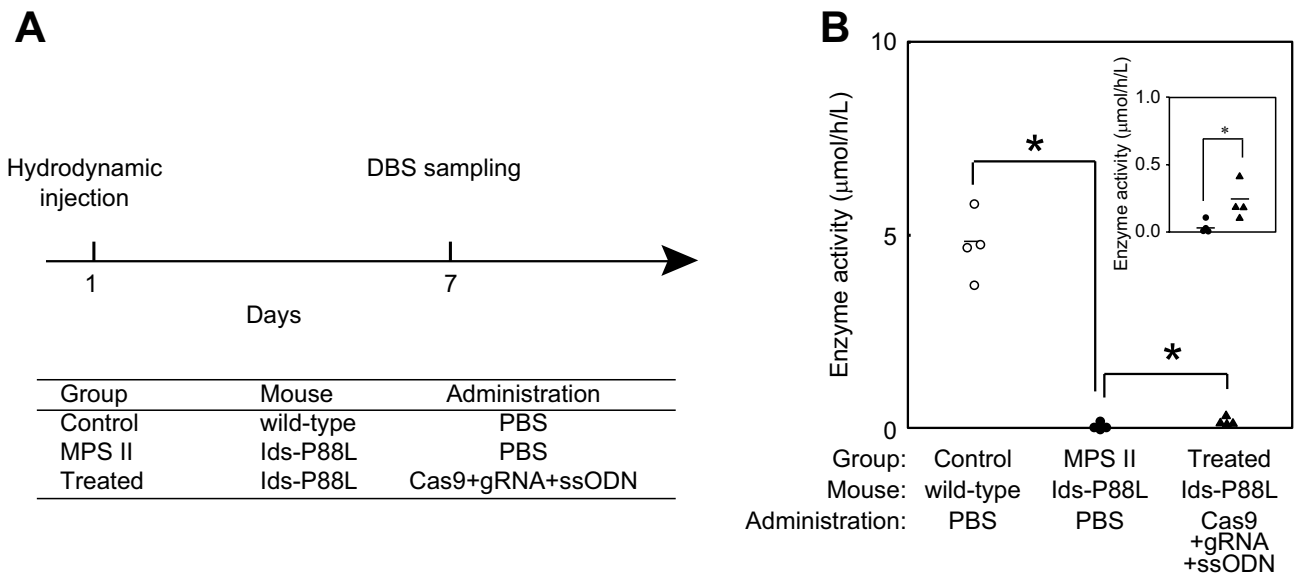 A
Hydrodynamic
injection
DBS sampling
1
7
Days
Group Mouse Administration
Control wild-type PBS
MPS II Ids-P88L PBS
Treated Ids-P88L Cas9+gRNA+ssODN
B
Enzyme activity (μmol/h/L)
10
5
0
*
*
Enzyme activity (μmol/h/L)
1.0
0.5
0.0
*
Group: Control MPS II Treated
Mouse: wild-type Ids-P88L Ids-P88L
Administration: PBS PBS Cas9
+gRNA
+ssODN